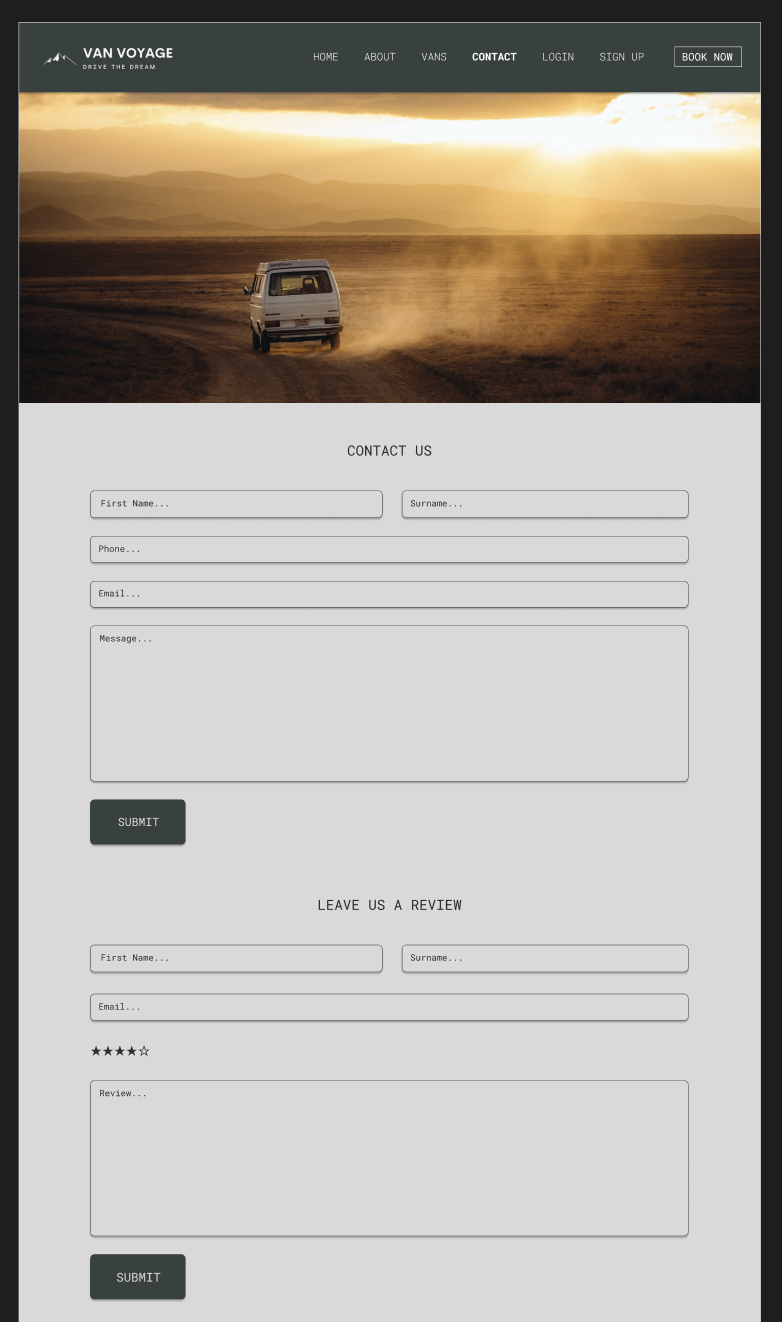 VAN VOYAGE
DRIVE THE DREAM
HOME ABOUT VANS CONTACT LOGIN SIGN UP BOOK NOW
CONTACT US
First Name... Surname...
Phone...
Email...
Message...
SUBMIT
LEAVE US A REVIEW
First Name... Surname...
Email...
★★★★☆
Review...
SUBMIT